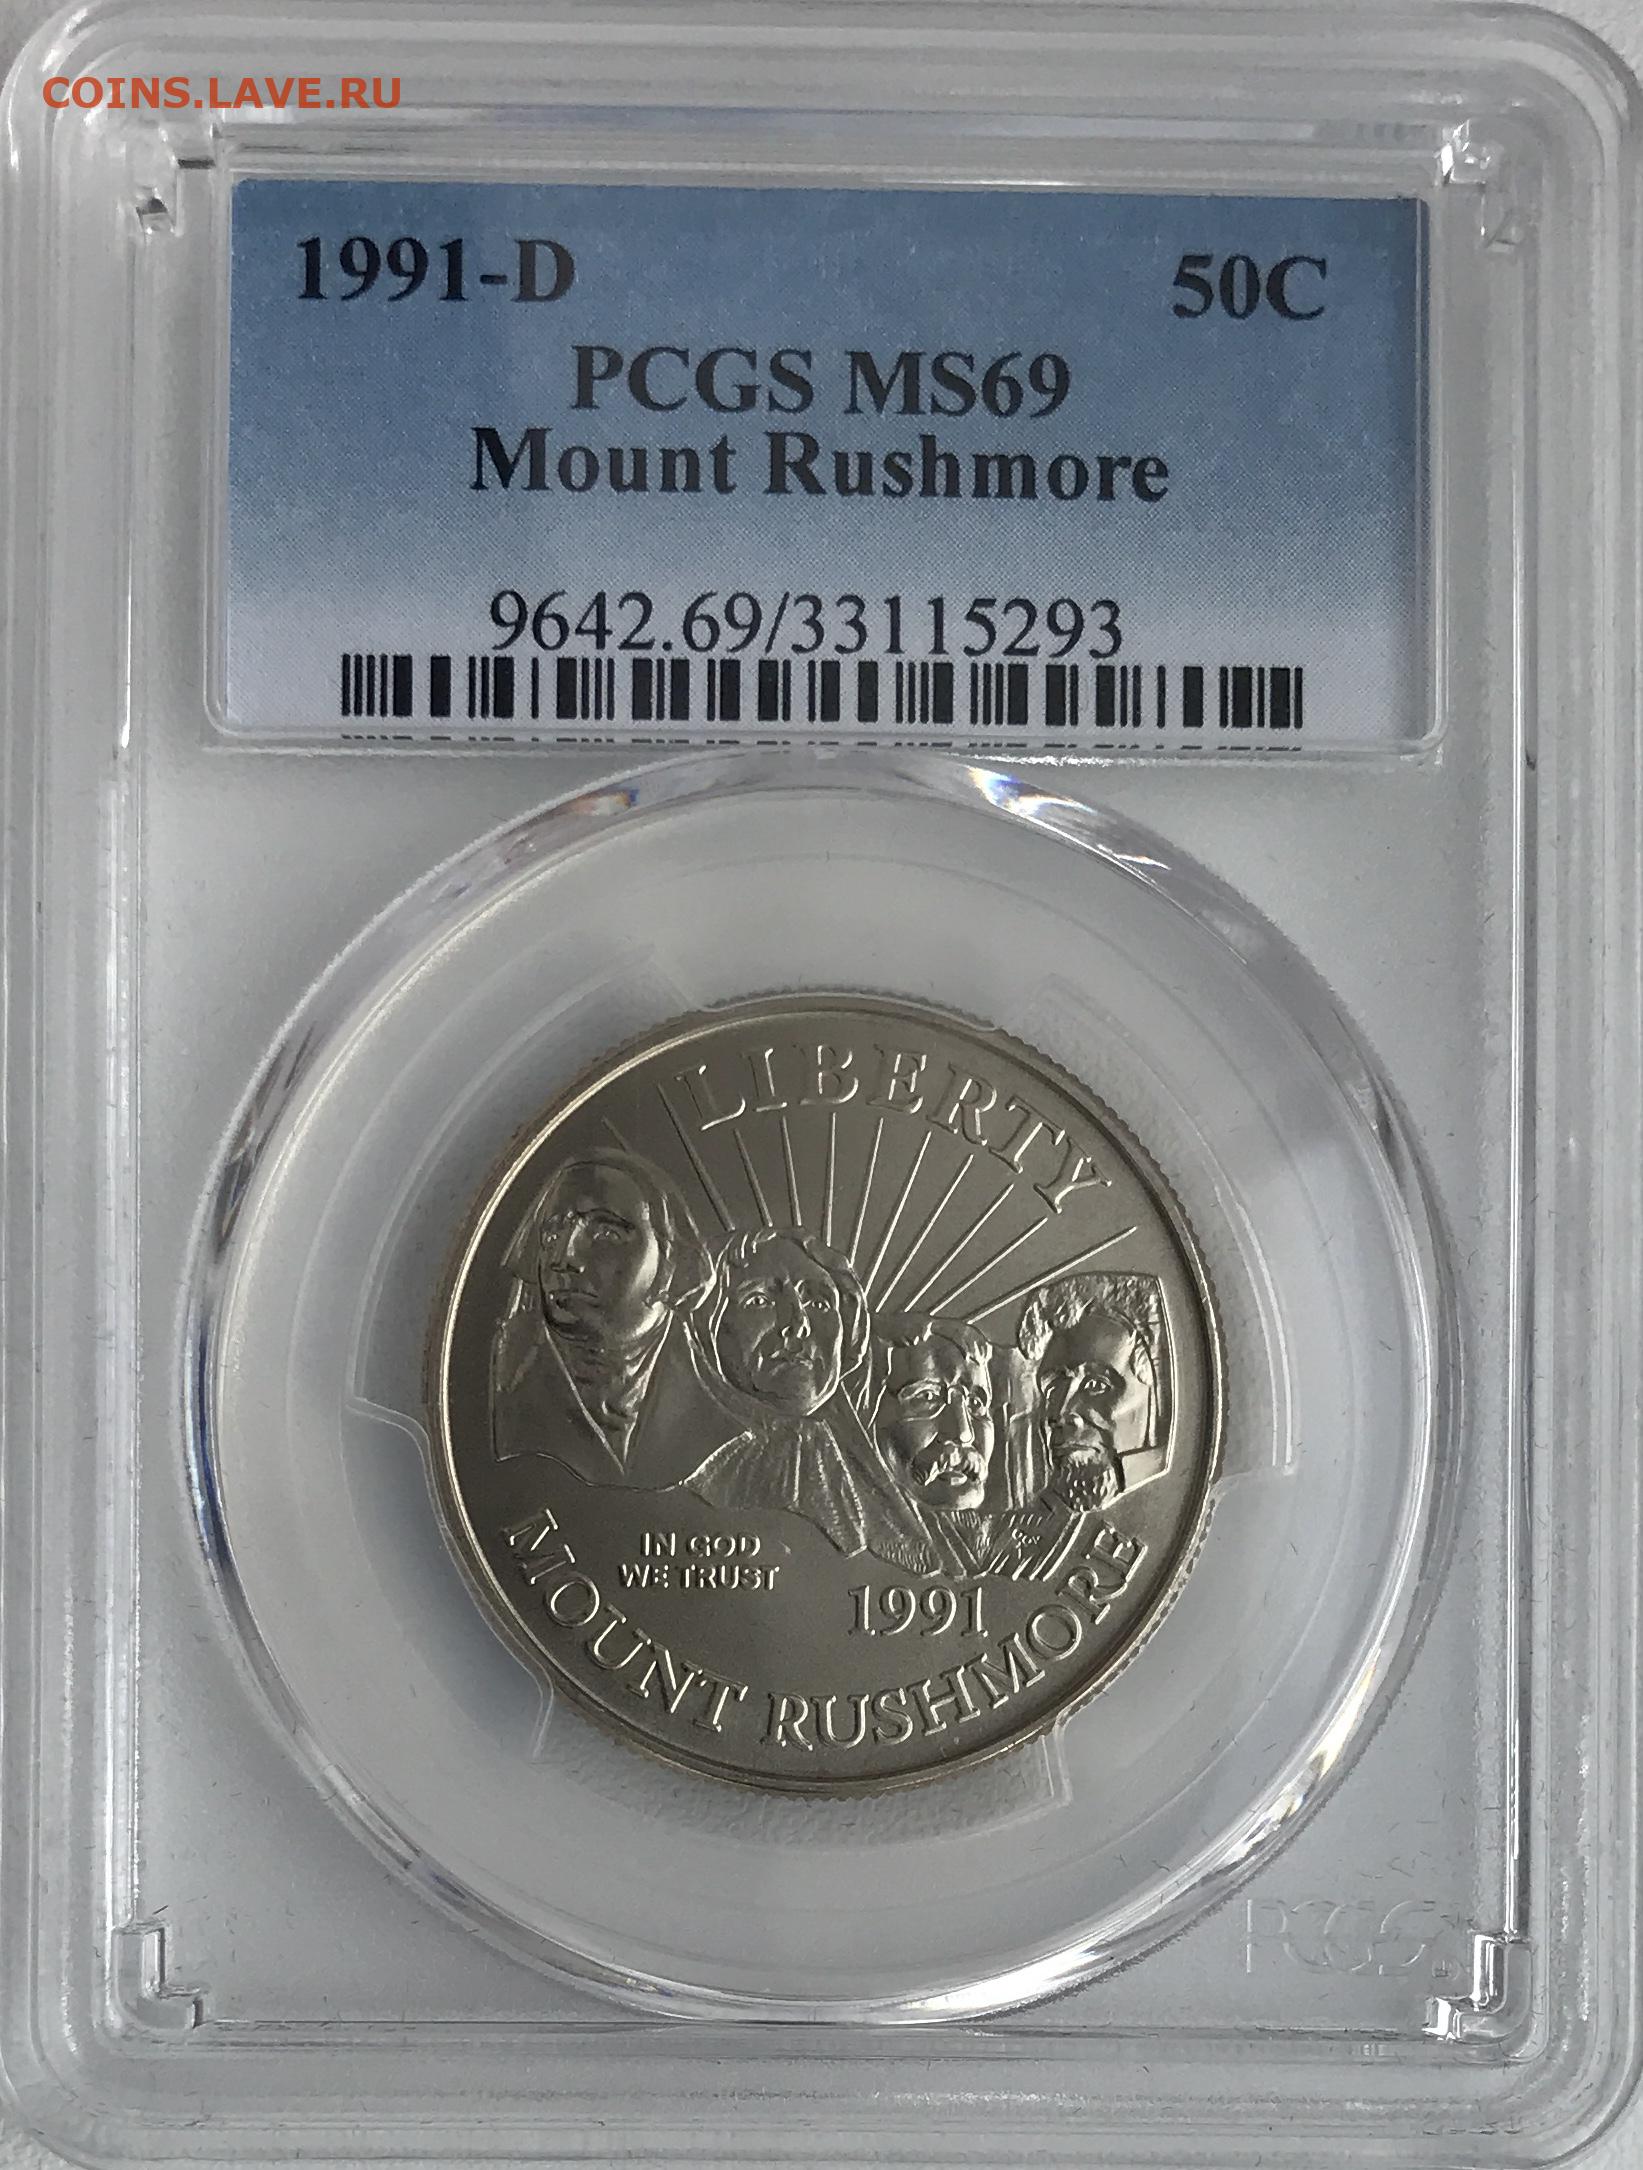 COINS.LAVE.RU
1991-D 50C
PCGS MS69
Mount Rushmore
9642.69/33115293
LIBERTY
IN GOD
WE TRUST
1991
MOUNT RUSHMORE
PCGS